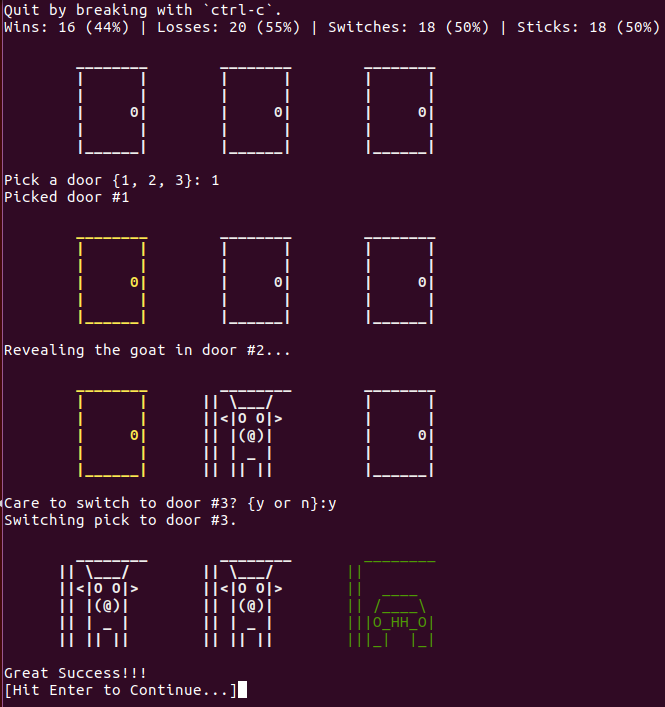 Quit by breaking with `ctrl-c`.
Wins: 16 (44%) | Losses: 20 (55%) | Switches: 18 (50%) | Sticks: 18 (50%)
Pick a door {1, 2, 3}: 1
Picked door #1
Revealing the goat in door #2...
Care to switch to door #3? {y or n}:y
Switching pick to door #3.
Great Success!!!
[Hit Enter to Continue...]